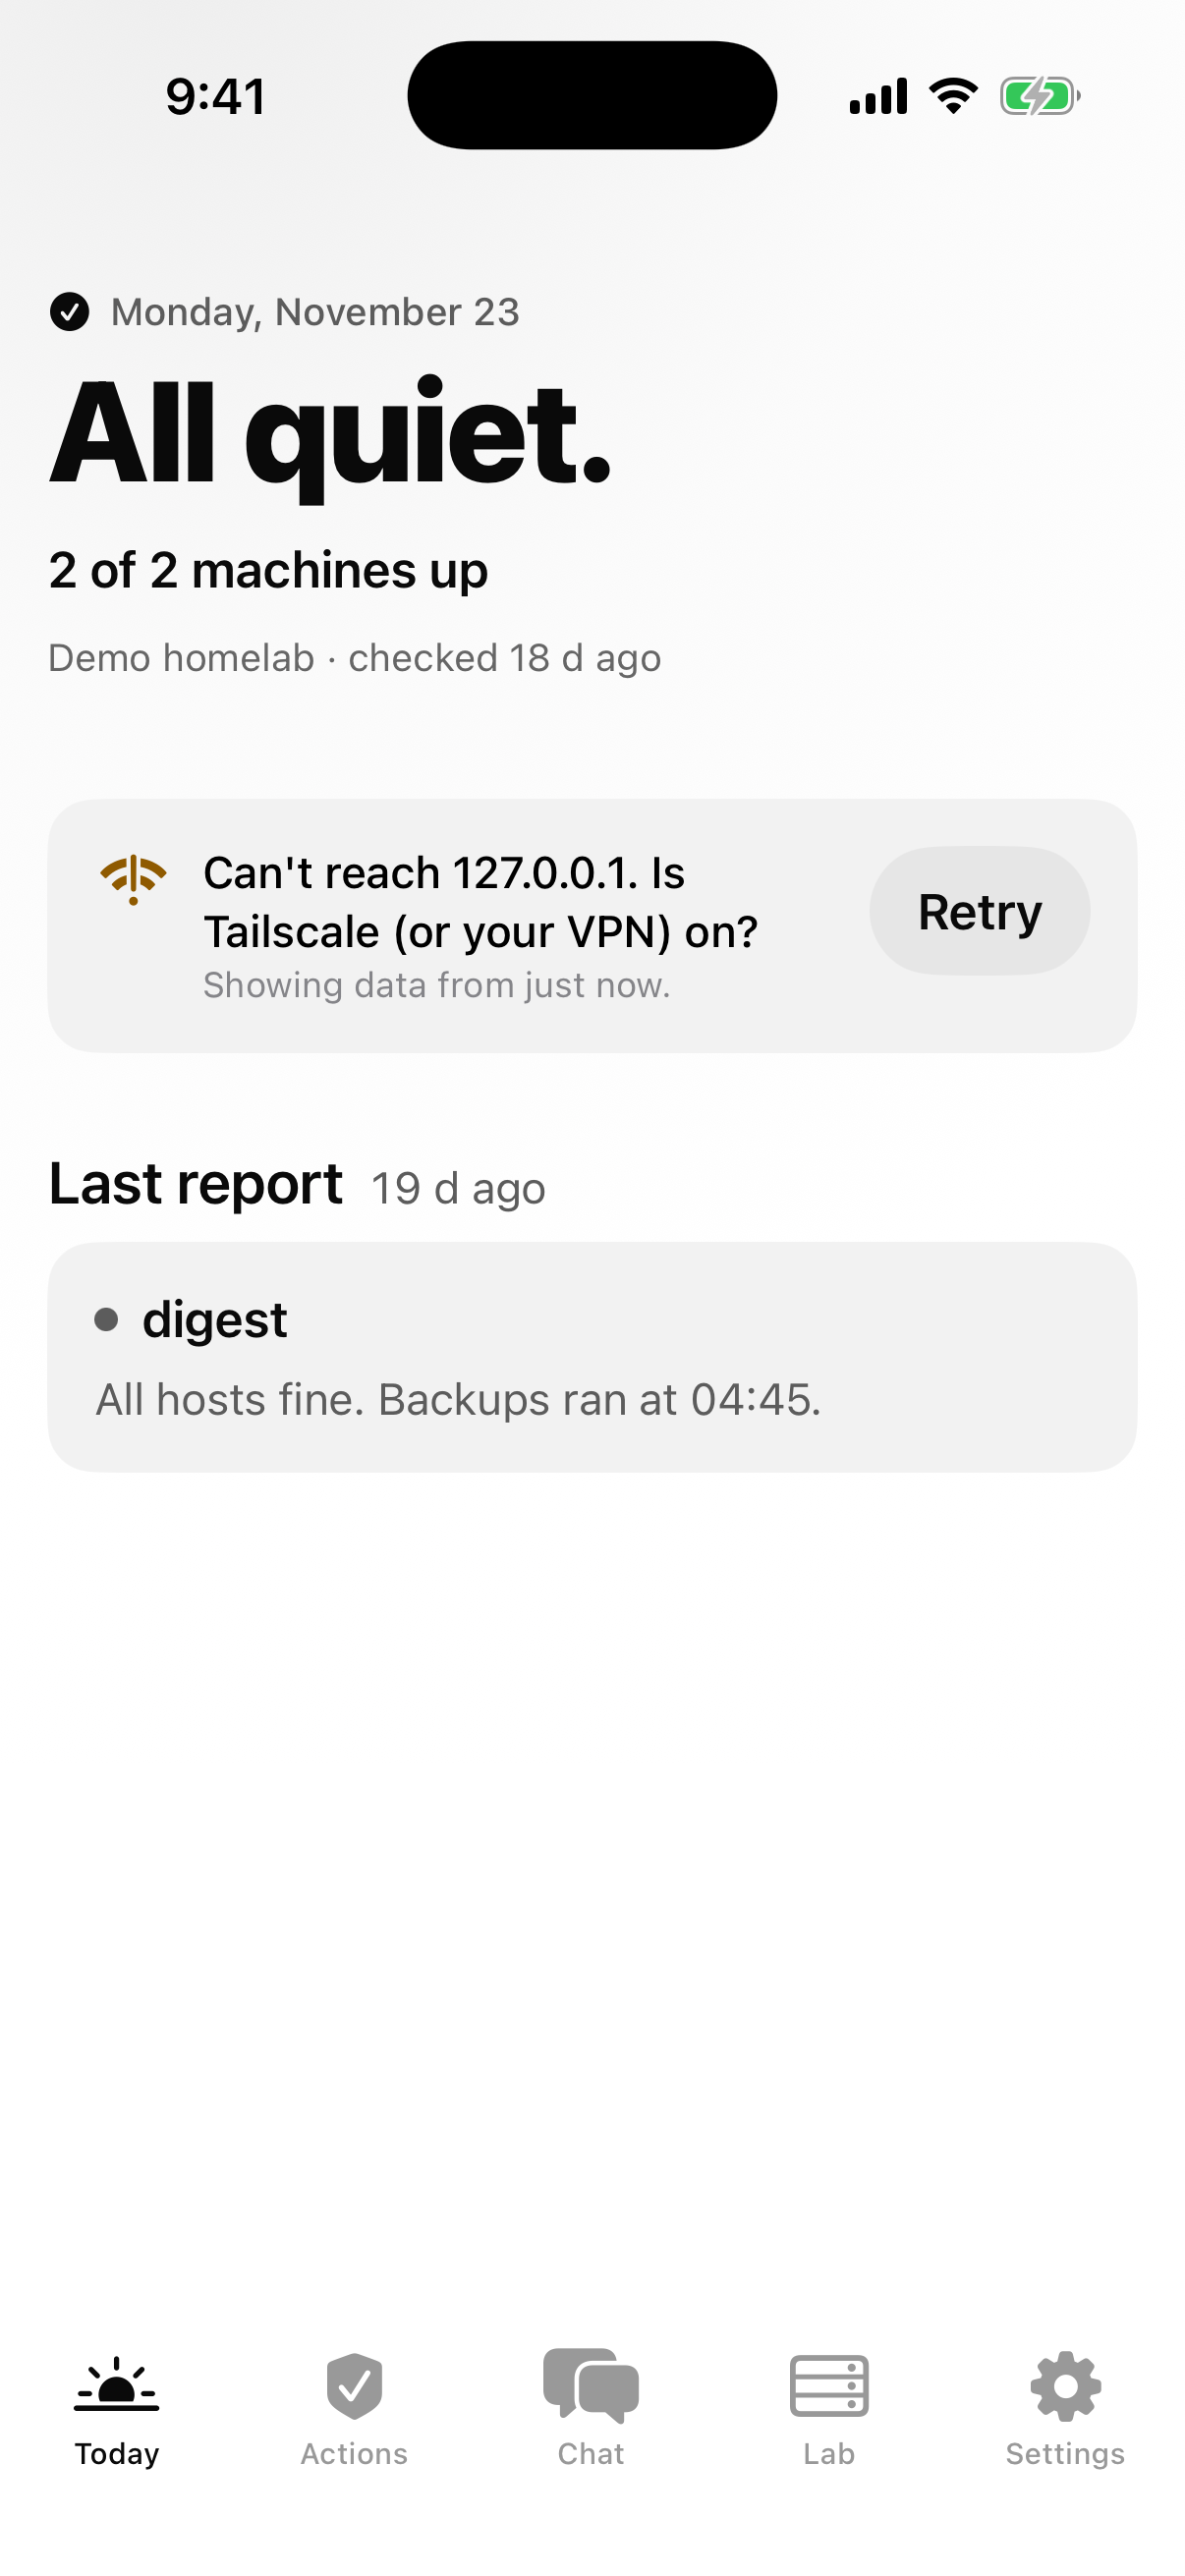 9:41
Monday, November 23
All quiet.
2 of 2 machines up
Demo homelab · checked 18 d ago
Can't reach 127.0.0.1. Is
Tailscale (or your VPN) on?
Showing data from just now.
Retry
Last report 19 d ago
digest
All hosts fine. Backups ran at 04:45.
Today Actions Chat Lab Settings